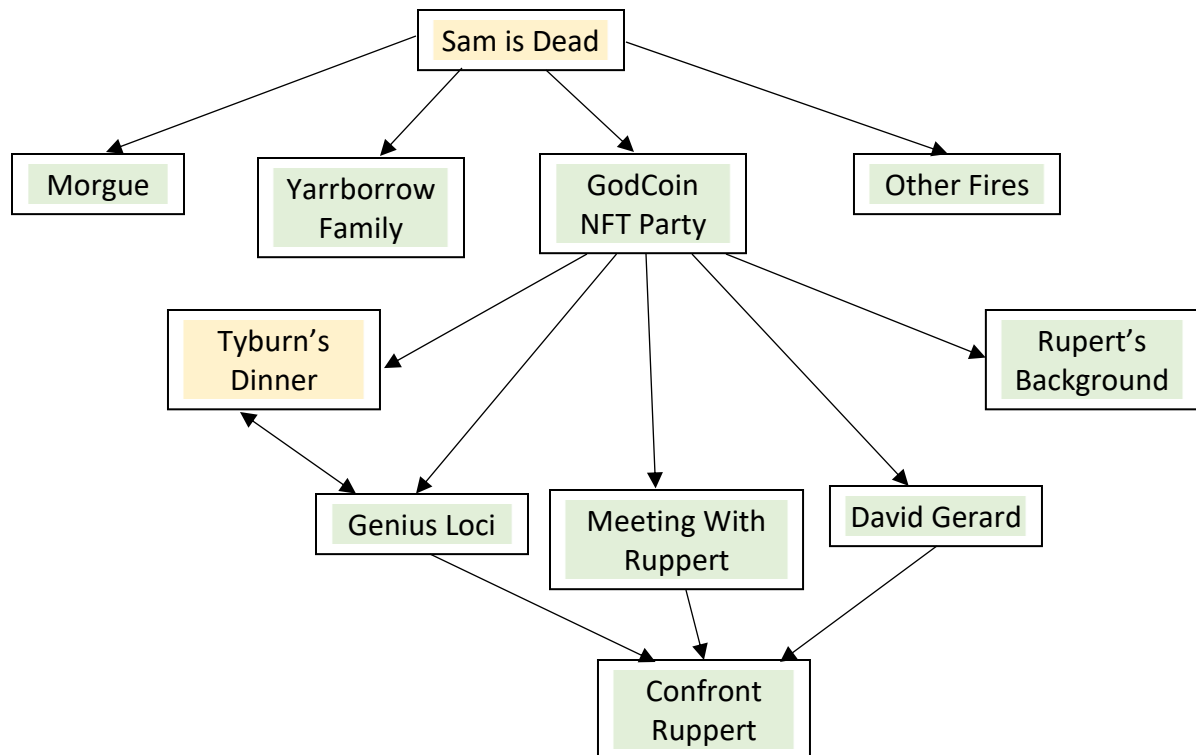 Sam is Dead
Morgue
Yarrborrow
Family
GodCoin
NFT Party
Other Fires
Tyburn's
Dinner
Rupert's
Background
Genius Loci
Meeting With
Ruppert
David Gerard
Confront
Ruppert